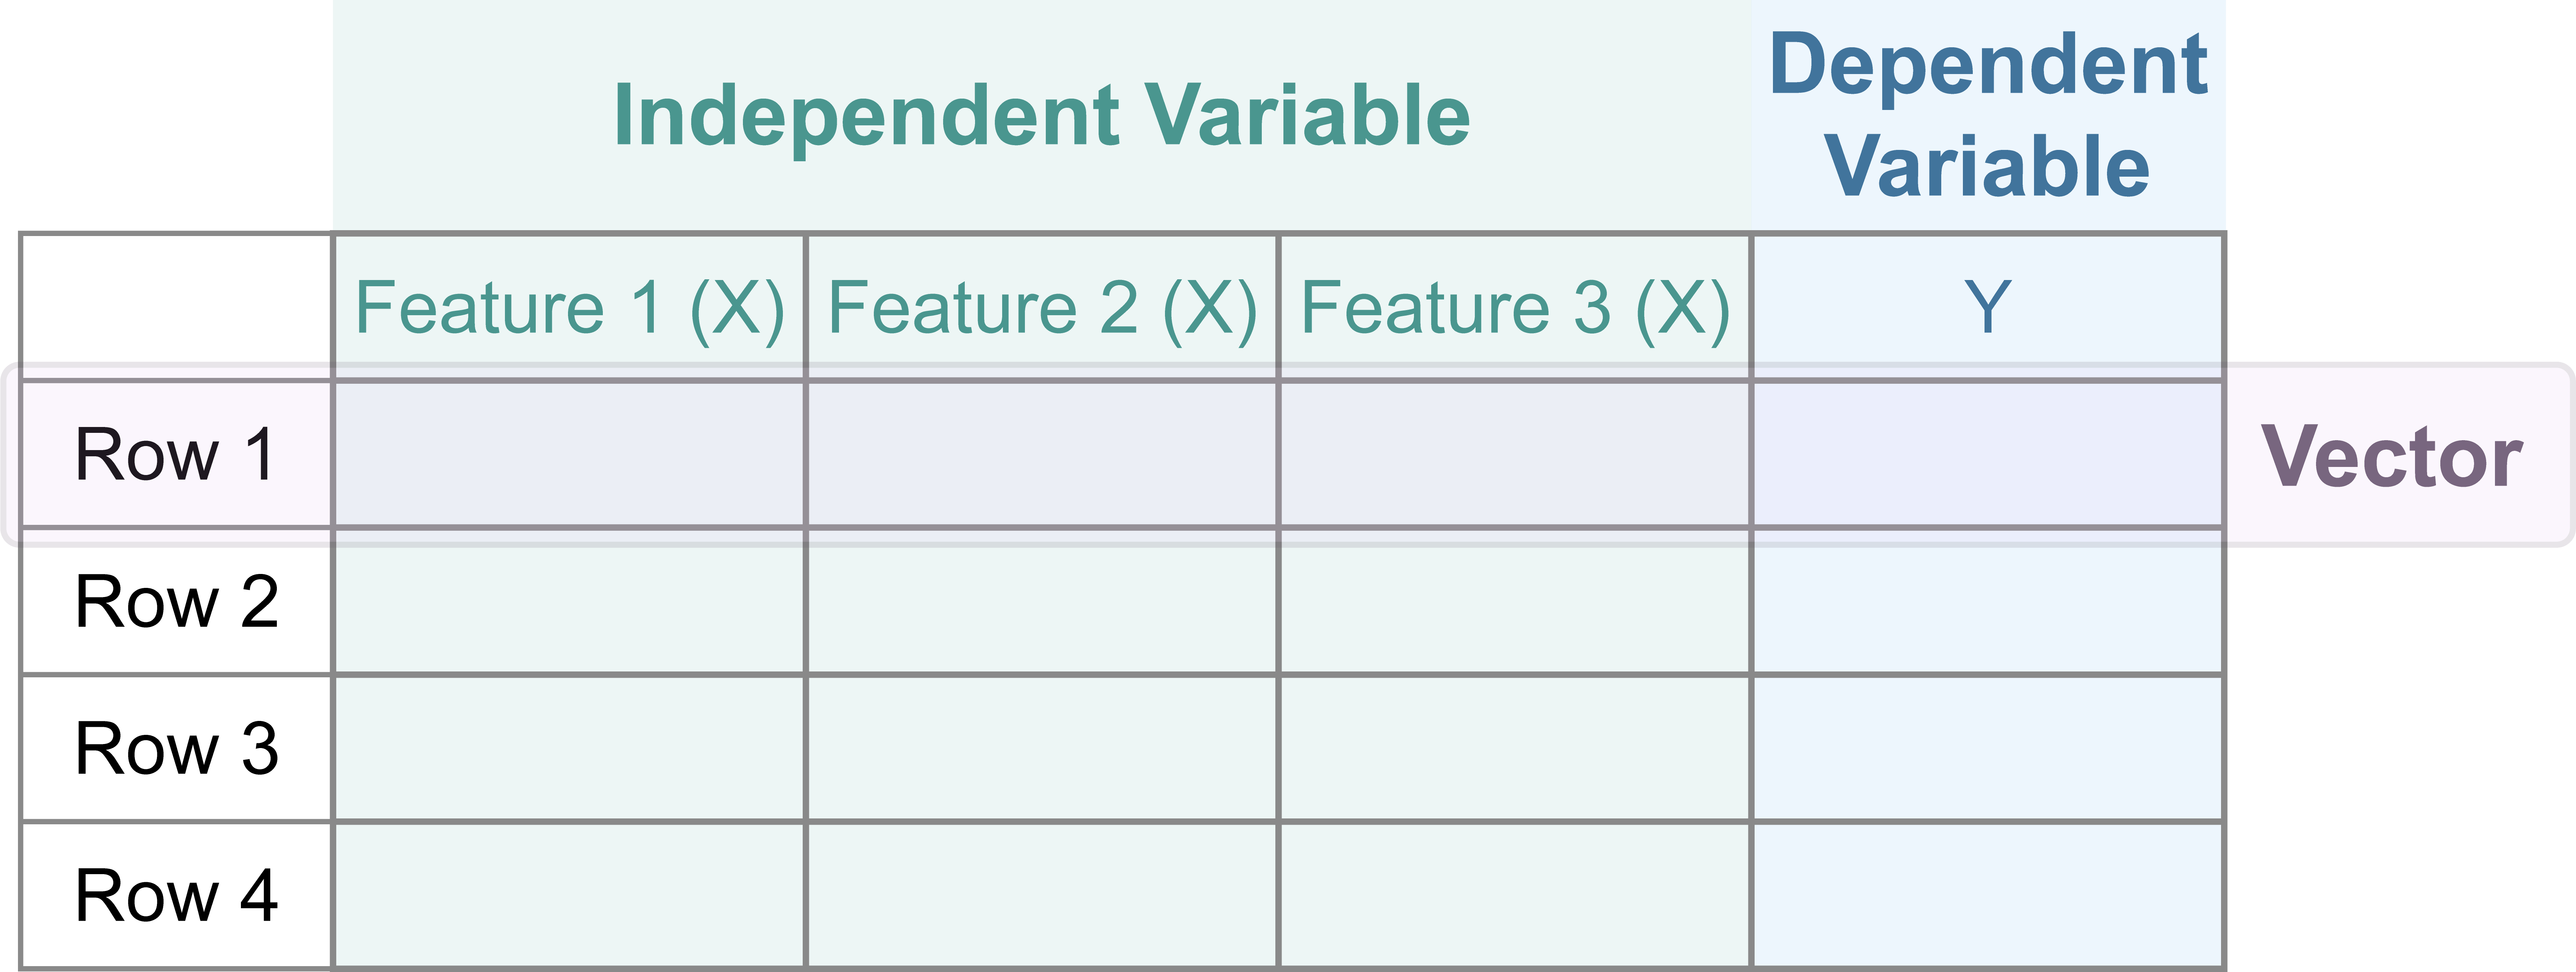 Independent Variable
Dependent
Variable
Feature 1 (X) Feature 2 (X) Feature 3 (X) Y
Row 1 Vector
Row 2
Row 3
Row 4